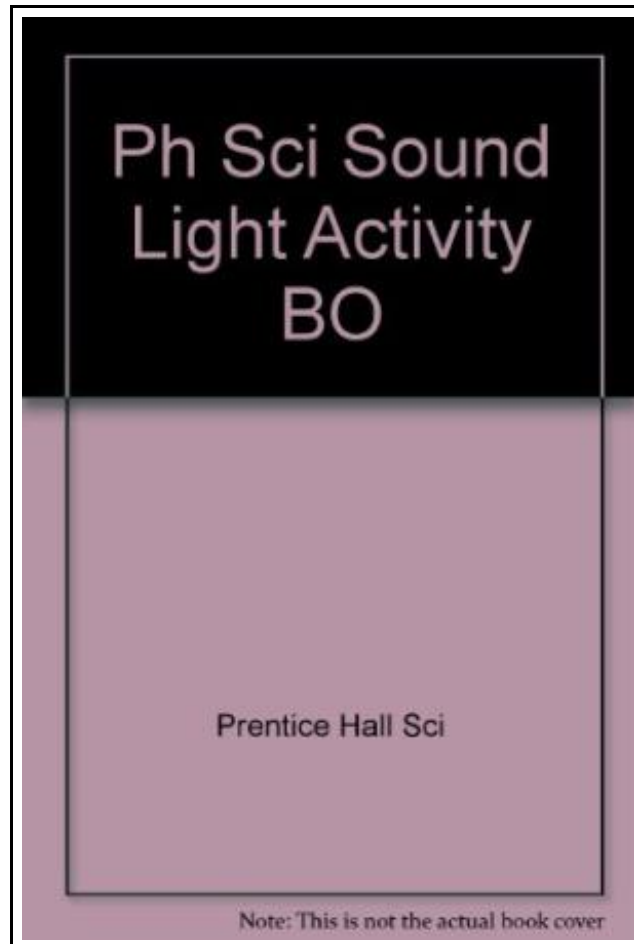 Ph Sci Sound
Light Activity
BO
Prentice Hall Sci
Note: This is not the actual book cover